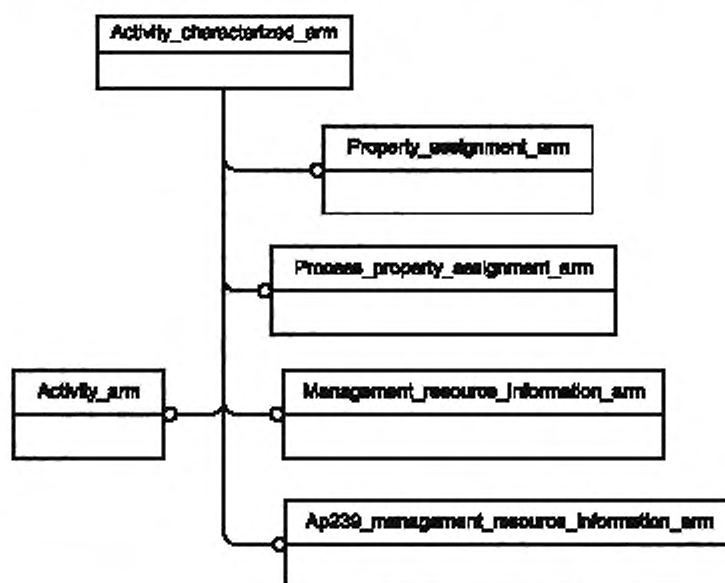 Activity_characterized_arm
Property_assignment_arm
Process_property_assignment_arm
Activity_arm
Management_resource_information_arm
Ap239_management_resource_information_arm